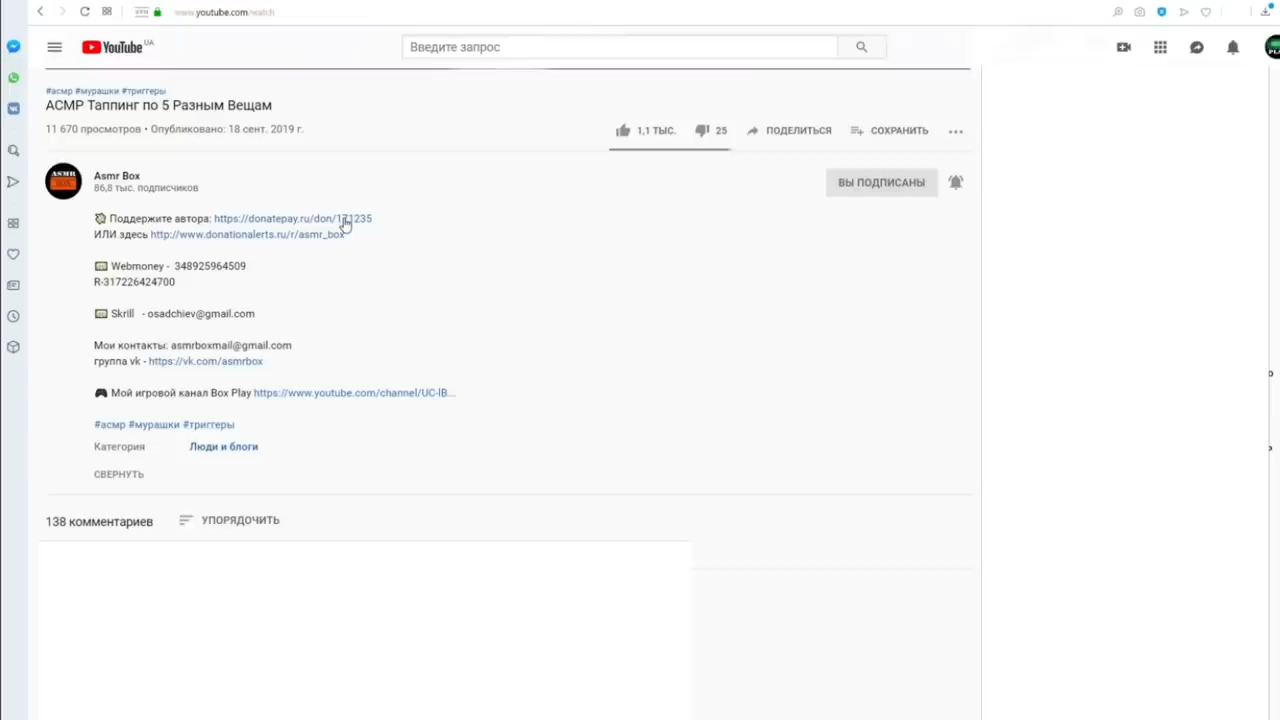 VPN www.youtube.com/watch
YouTube UA
Введите запрос
#асмр #мурашки #триггеры
АСМР Таппинг по 5 Разным Вещам
11 670 просмотров • Опубликовано: 18 сент. 2019 г.
1,1 ТЫС. 25 ПОДЕЛИТЬСЯ СОХРАНИТЬ
ASMR BOX
Asmr Box
86,8 тыс. подписчиков
ВЫ ПОДПИСАНЫ
Поддержите автора: https://donatepay.ru/don/171235
ИЛИ здесь http://www.donationalerts.ru/r/asmr_box
Webmoney - 348925964509
R-317226424700
Skrill - osadchiev@gmail.com
Мои контакты: asmrboxmail@gmail.com
группа vk - https://vk.com/asmrbox
Мой игровой канал Box Play https://www.youtube.com/channel/UC-lB...
#асмр #мурашки #триггеры
Категория Люди и блоги
СВЕРНУТЬ
138 комментариев УПОРЯДОЧИТЬ